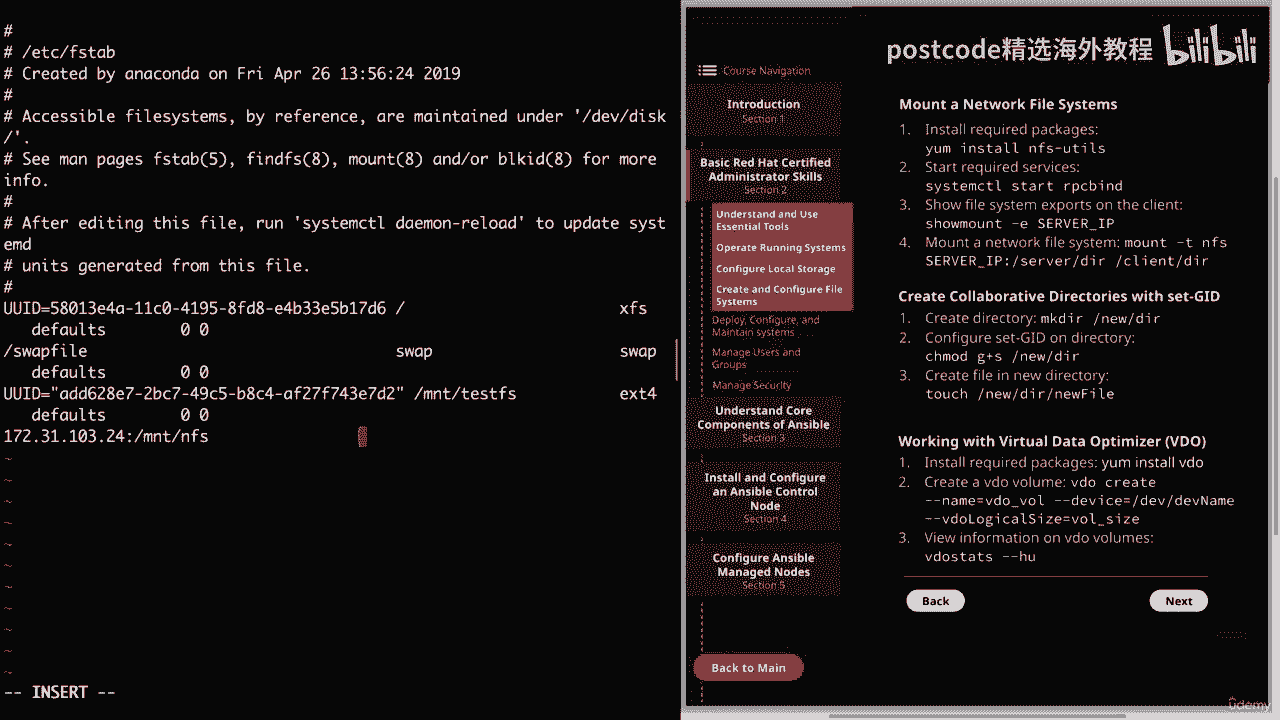 #
# /etc/fstab
# Created by anaconda on Fri Apr 26 13:56:24 2019
#
# Accessible filesystems, by reference, are maintained under '/dev/disk
/'.
# See man pages fstab(5), findfs(8), mount(8) and/or blkid(8) for more
info.
#
# After editing this file, run 'systemctl daemon-reload' to update syst
emd
# units generated from this file.
#
UUID=58013e4a-11c0-4195-8fd8-e4b33e5b17d6 / xfs
defaults 0 0
/swapfile swap swap
defaults 0 0
UUID="add628e7-2bc7-49c5-b8c4-af27f743e7d2" /mnt/testfs ext4
defaults 0 0
172.31.103.24:/mnt/nfs
~
~
~
~
~
~
~
~
~
~
~
-- INSERT --
postcode精选海外教程 bilibili
Course Navigation
Introduction
Section 1
Basic Red Hat Certified
Administrator Skills
Section 2
Understand and Use
Essential Tools
Operate Running Systems
Configure Local Storage
Create and Configure File
Systems
Deploy, Configure, and
Maintain systems
Manage Users and
Groups
Manage Security
Understand Core
Components of Ansible
Section 3
Install and Configure
an Ansible Control
Node
Section 4
Configure Ansible
Managed Nodes
Section 5
Back to Main
Mount a Network File Systems
1. Install required packages:
yum install nfs-utils
2. Start required services:
systemctl start rpcbind
3. Show file system exports on the client:
showmount -e SERVER_IP
4. Mount a network file system: mount -t nfs
SERVER_IP:/server/dir /client/dir
Create Collaborative Directories with set-GID
1. Create directory: mkdir /new/dir
2. Configure set-GID on directory:
chmod g+s /new/dir
3. Create file in new directory:
touch /new/dir/newFile
Working with Virtual Data Optimizer (VDO)
1. Install required packages: yum install vdo
2. Create a vdo volume: vdo create
--name=vdo_vol --device=/dev/devName
--vdoLogicalSize=vol_size
3. View information on vdo volumes:
vdostats --hu
Back
Next
ûdemy